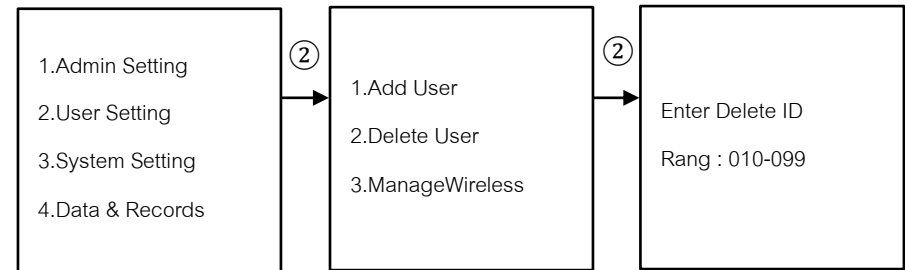 1.Admin Setting
2.User Setting
3.System Setting
4.Data & Records
②
1.Add User
2.Delete User
3.ManageWireless
②
Enter Delete ID
Rang : 010-099